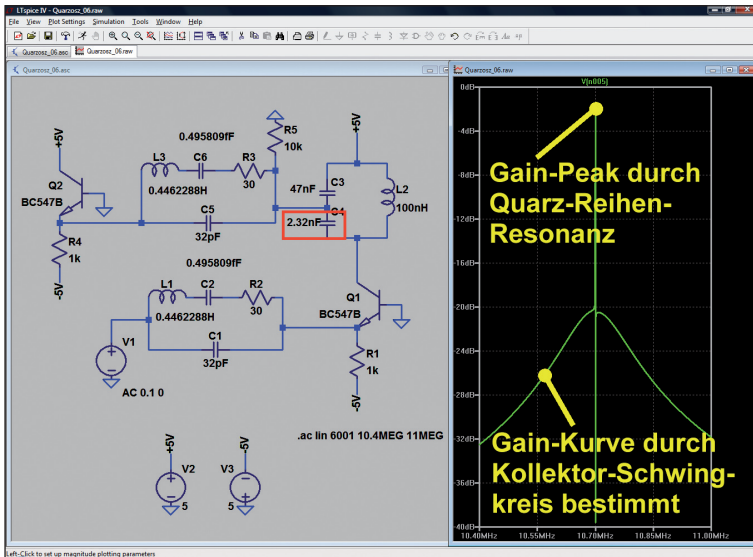 LTspice IV - Quarzosz_06.raw
File View Plot Settings Simulation Tools Window Help
Quarzosz_06.asc Quarzosz_06.raw
Quarzosz_06.asc
+5V
Q2
BC547B
R4
1k
-5V
0.495809fF
L3 C6 R3
0.4462288H 30
C5
32pF
R5
10k
+5V
47nF C3
L2
100nH
2.32nF
0.495809fF
L1 C2 R2
0.4462288H 30
C1
32pF
V1
AC 0.1 0
Q1
BC547B
R1
1k
-5V
.ac lin 6001 10.4MEG 11MEG
+5V
V2
5
-5V
V3
5
Quarzosz_06.raw
V(n005)
0dB
-4dB
-8dB
-12dB
-16dB
-20dB
-24dB
-28dB
-32dB
-36dB
-40dB
10.40MHz 10.55MHz 10.70MHz 10.85MHz 11.00MHz
Gain-Peak durch
Quarz-Reihen-
Resonanz
Gain-Kurve durch
Kollektor-Schwing-
kreis bestimmt
Left-Click to set up magnitude plotting parameters